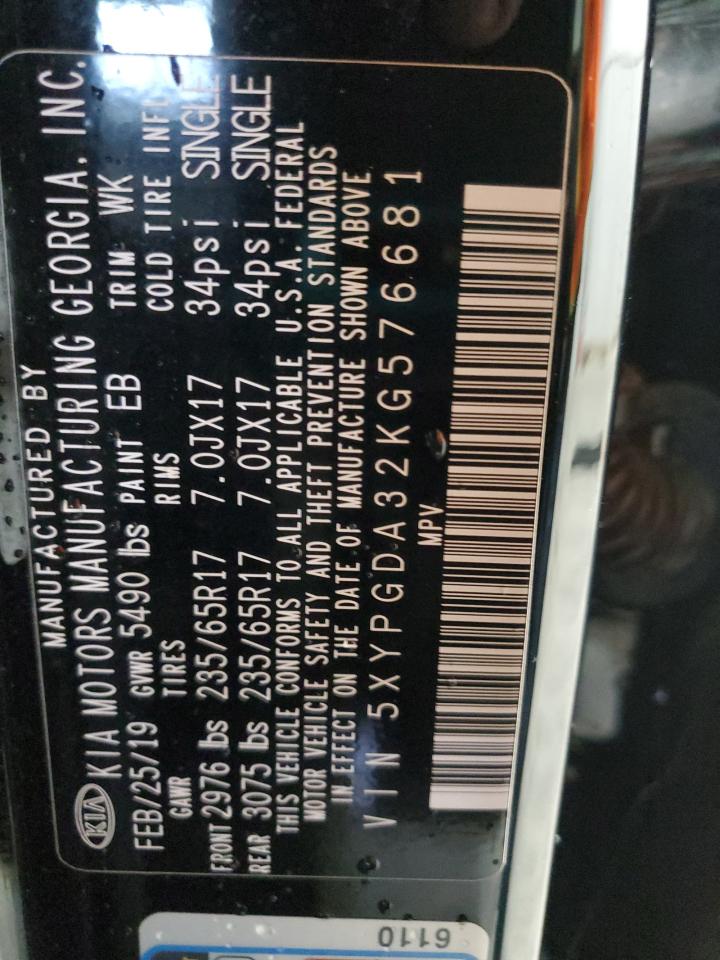 MANUFACTURED BY
KIA KIA MOTORS MANUFACTURING GEORGIA, INC.
FEB/25/19 GVWR 5490 lbs PAINT EB TRIM WK
GAWR TIRES RIMS COLD TIRE INFL
FRONT 2976 lbs 235/65R17 7.0JX17 34psi SINGLE
REAR 3075 lbs 235/65R17 7.0JX17 34psi SINGLE
THIS VEHICLE CONFORMS TO ALL APPLICABLE U.S.A. FEDERAL
MOTOR VEHICLE SAFETY AND THEFT PREVENTION STANDARDS
IN EFFECT ON THE DATE OF MANUFACTURE SHOWN ABOVE
VIN 5XYPGDA32KG576681
MPV
6110